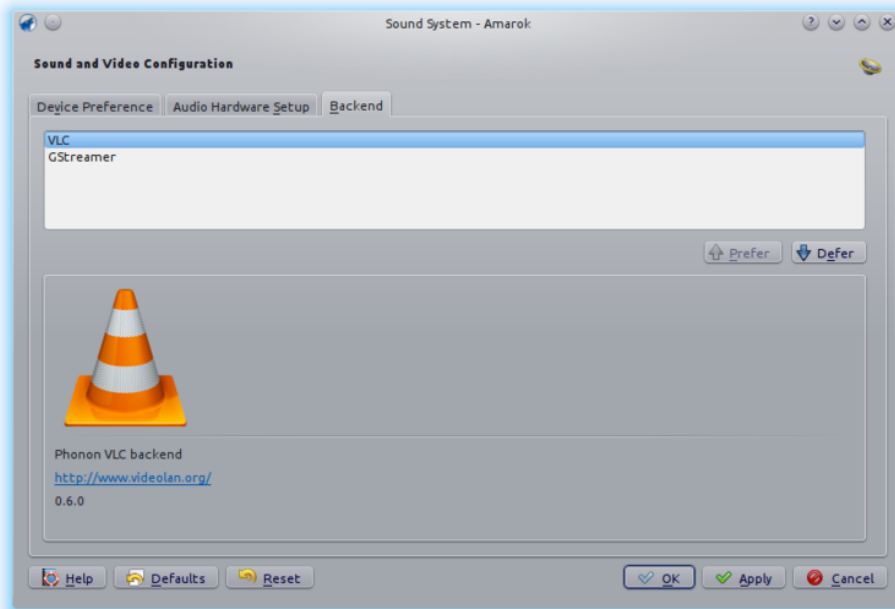 Sound System - Amarok
Sound and Video Configuration
Device Preference Audio Hardware Setup Backend
VLC
GStreamer
Prefer Defer
Phonon VLC backend
http://www.videolan.org/
0.6.0
Help Defaults Reset OK Apply Cancel